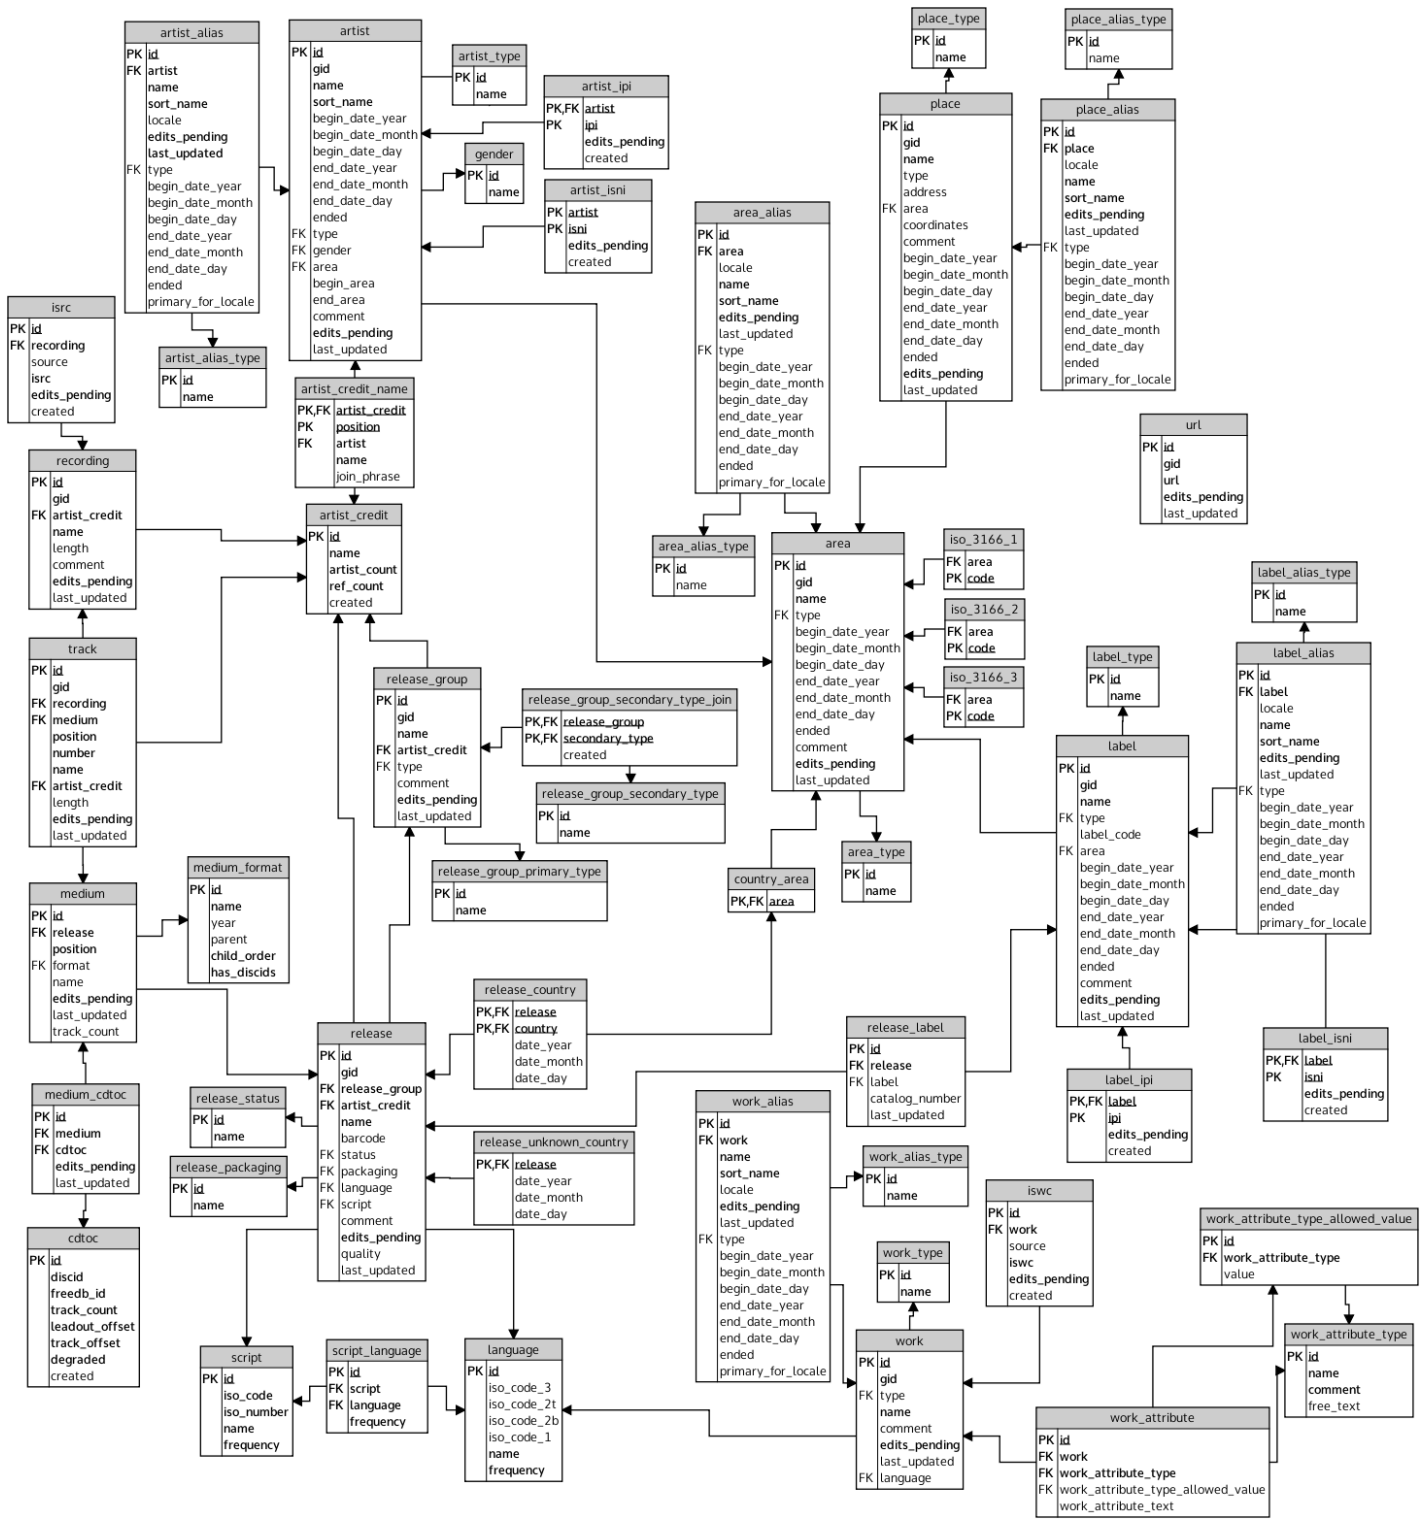 artist_alias
PK id
FK artist
name
sort_name
locale
edits_pending
last_updated
FK type
begin_date_year
begin_date_month
begin_date_day
end_date_year
end_date_month
end_date_day
ended
primary_for_locale
artist
PK id
gid
name
sort_name
begin_date_year
begin_date_month
begin_date_day
end_date_year
end_date_month
end_date_day
ended
FK type
FK gender
FK area
begin_area
end_area
comment
edits_pending
last_updated
artist_type
PK id
name
artist_ipi
PK,FK artist
PK ipi
edits_pending
created
gender
PK id
name
artist_isni
PK artist
PK isni
edits_pending
created
place_type
PK id
name
place_alias_type
PK id
name
place
PK id
gid
name
type
address
FK area
coordinates
comment
begin_date_year
begin_date_month
begin_date_day
end_date_year
end_date_month
end_date_day
ended
edits_pending
last_updated
place_alias
PK id
FK place
locale
name
sort_name
edits_pending
last_updated
FK type
begin_date_year
begin_date_month
begin_date_day
end_date_year
end_date_month
end_date_day
ended
primary_for_locale
area_alias
PK id
FK area
locale
name
sort_name
edits_pending
last_updated
FK type
begin_date_year
begin_date_month
begin_date_day
end_date_year
end_date_month
end_date_day
ended
primary_for_locale
isrc
PK id
FK recording
source
isrc
edits_pending
created
artist_alias_type
PK id
name
artist_credit_name
PK,FK artist_credit
PK position
FK artist
name
join_phrase
url
PK id
gid
url
edits_pending
last_updated
recording
PK id
gid
FK artist_credit
name
length
comment
edits_pending
last_updated
artist_credit
PK id
name
artist_count
ref_count
created
area_alias_type
PK id
name
area
PK id
gid
name
FK type
begin_date_year
begin_date_month
begin_date_day
end_date_year
end_date_month
end_date_day
ended
comment
edits_pending
last_updated
iso_3166_1
FK area
PK code
iso_3166_2
FK area
PK code
iso_3166_3
FK area
PK code
label_alias_type
PK id
name
label_type
PK id
name
label_alias
PK id
FK label
locale
name
sort_name
edits_pending
last_updated
FK type
begin_date_year
begin_date_month
begin_date_day
end_date_year
end_date_month
end_date_day
ended
primary_for_locale
track
PK id
gid
FK recording
FK medium
position
number
name
FK artist_credit
length
edits_pending
last_updated
release_group
PK id
gid
name
FK artist_credit
FK type
comment
edits_pending
last_updated
release_group_secondary_type_join
PK,FK release_group
PK,FK secondary_type
created
release_group_secondary_type
PK id
name
label
PK id
gid
name
FK type
label_code
FK area
begin_date_year
begin_date_month
begin_date_day
end_date_year
end_date_month
end_date_day
ended
comment
edits_pending
last_updated
medium_format
PK id
name
year
parent
child_order
has_discids
release_group_primary_type
PK id
name
country_area
PK,FK area
area_type
PK id
name
medium
PK id
FK release
position
FK format
name
edits_pending
last_updated
track_count
release_country
PK,FK release
PK,FK country
date_year
date_month
date_day
release
PK id
gid
FK release_group
FK artist_credit
name
barcode
FK status
FK packaging
FK language
FK script
comment
edits_pending
quality
last_updated
release_label
PK id
FK release
FK label
catalog_number
last_updated
label_isni
PK,FK label
PK isni
edits_pending
created
label_ipi
PK,FK label
PK ipi
edits_pending
created
medium_cdtoc
PK id
FK medium
FK cdtoc
edits_pending
last_updated
release_status
PK id
name
release_packaging
PK id
name
release_unknown_country
PK,FK release
date_year
date_month
date_day
work_alias
PK id
FK work
name
sort_name
locale
edits_pending
last_updated
FK type
begin_date_year
begin_date_month
begin_date_day
end_date_year
end_date_month
end_date_day
ended
primary_for_locale
work_alias_type
PK id
name
iswc
PK id
FK work
source
iswc
edits_pending
created
work_type
PK id
name
work_attribute_type_allowed_value
PK id
FK work_attribute_type
value
cdtoc
PK id
discid
freedb_id
track_count
leadout_offset
track_offset
degraded
created
script
PK id
iso_code
iso_number
name
frequency
script_language
PK id
FK script
FK language
frequency
language
PK id
iso_code_3
iso_code_2t
iso_code_2b
iso_code_1
name
frequency
work
PK id
gid
FK type
name
comment
edits_pending
last_updated
FK language
work_attribute_type
PK id
name
comment
free_text
work_attribute
PK id
FK work
FK work_attribute_type
FK work_attribute_type_allowed_value
work_attribute_text